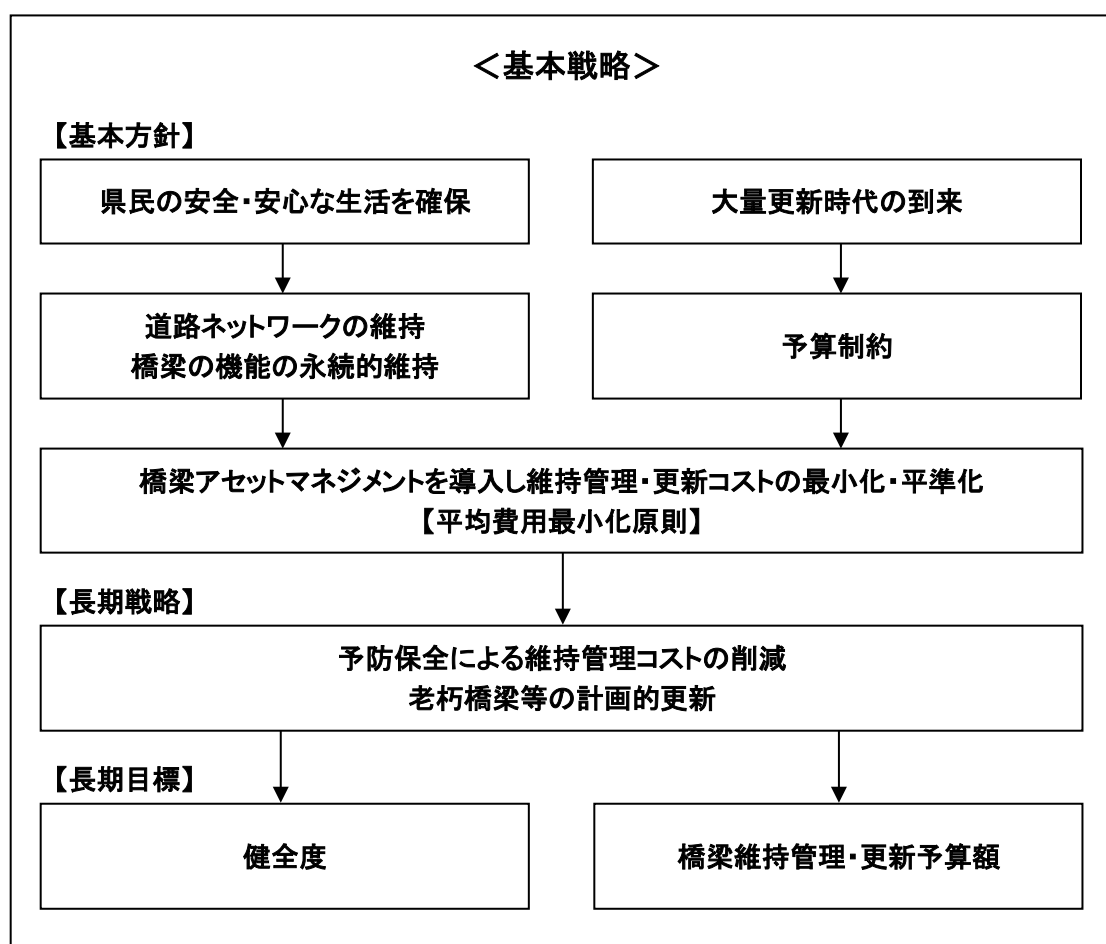 ＜基本戦略＞
【基本方針】
県民の安全・安心な生活を確保
大量更新時代の到来
道路ネットワークの維持
橋梁の機能の永続的維持
予算制約
橋梁アセットマネジメントを導入し維持管理・更新コストの最小化・平準化
【平均費用最小化原則】
【長期戦略】
予防保全による維持管理コストの削減
老朽橋梁等の計画的更新
【長期目標】
健全度
橋梁維持管理・更新予算額